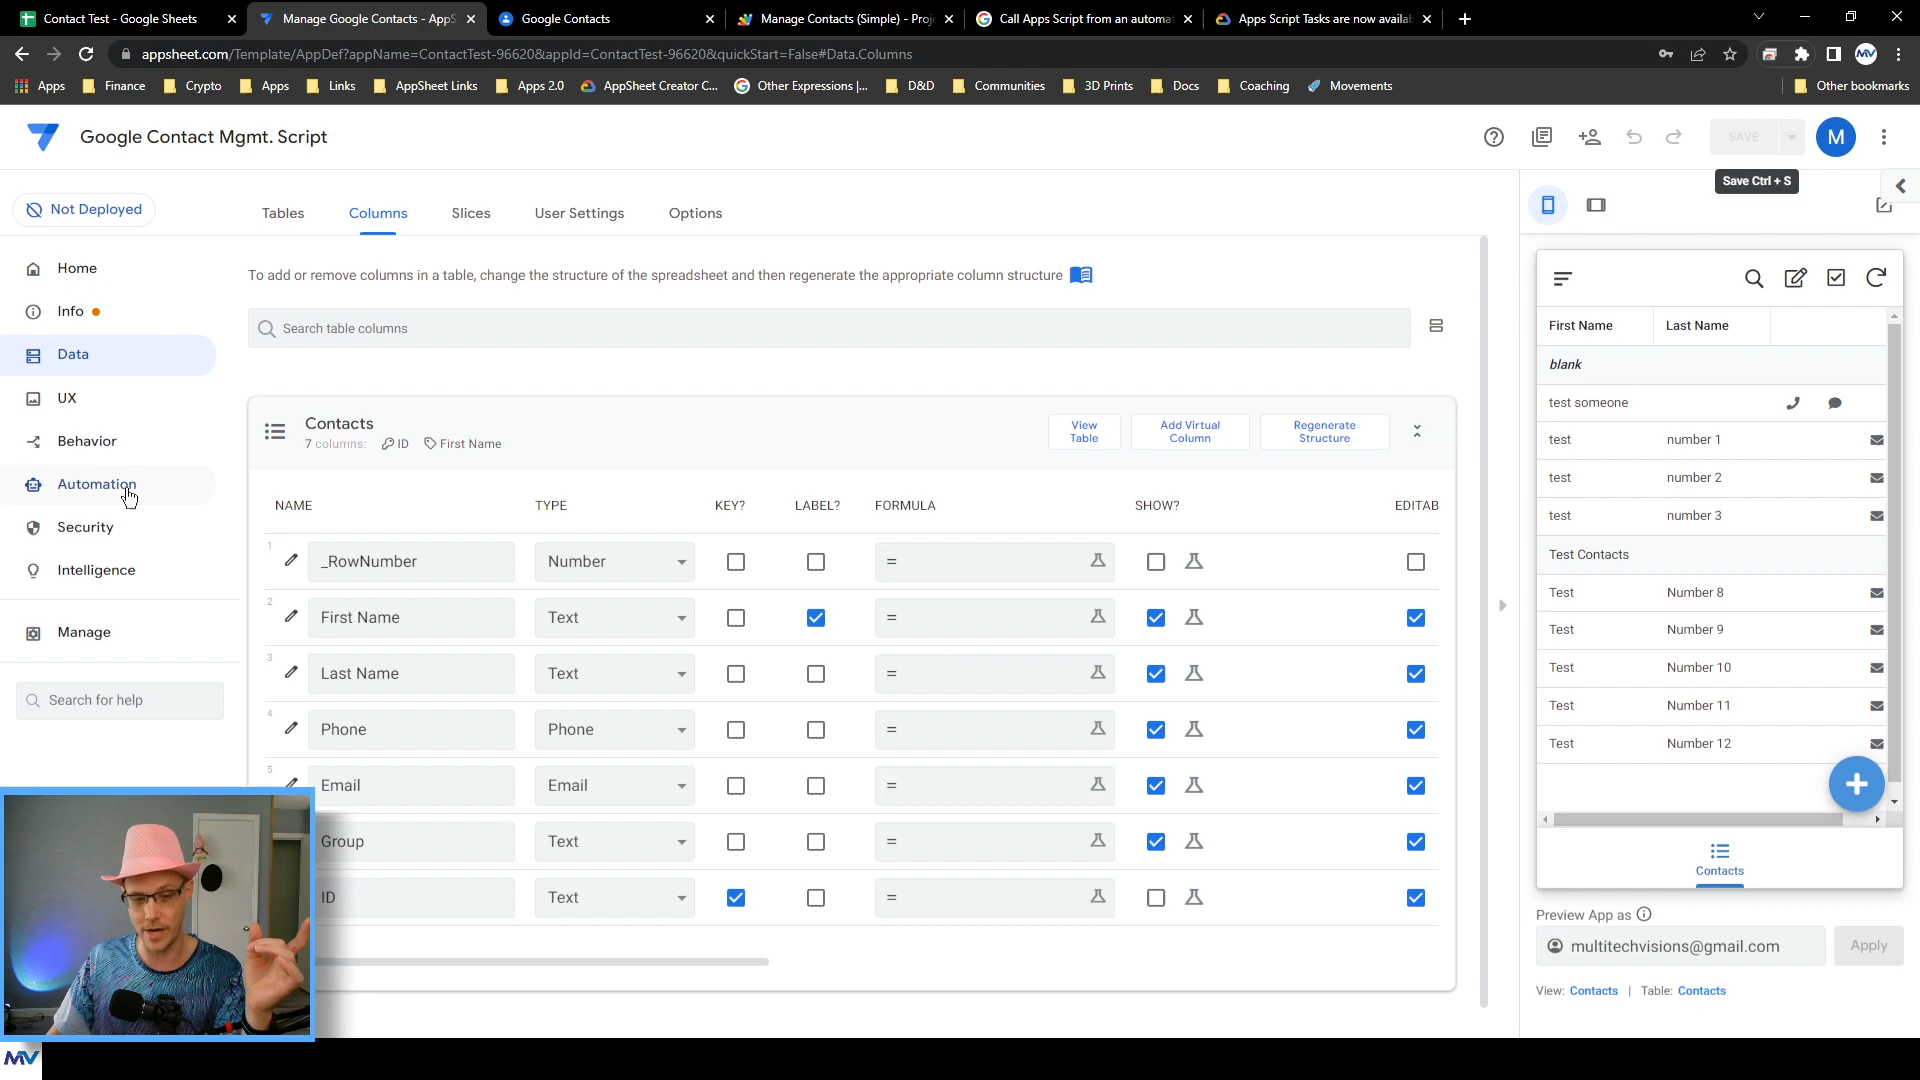 Contact Test - Google Sheets
Manage Google Contacts - AppS
Google Contacts
Manage Contacts (Simple) - Proje
Call Apps Script from an automat
Apps Script Tasks are now availab
appsheet.com/Template/AppDef?appName=ContactTest-96620&appId=ContactTest-96620&quickStart=False#Data.Columns
MV
Apps
Finance
Crypto
Apps
Links
AppSheet Links
Apps 2.0
AppSheet Creator C...
Other Expressions |...
D&D
Communities
3D Prints
Docs
Coaching
Movements
Other bookmarks
Google Contact Mgmt. Script
SAVE
M
Save Ctrl + S
Not Deployed
Tables
Columns
Slices
User Settings
Options
Home
Info
Data
UX
Behavior
Automation
Security
Intelligence
Manage
Search for help
To add or remove columns in a table, change the structure of the spreadsheet and then regenerate the appropriate column structure
Search table columns
Contacts
7 columns: ID First Name
View
Table
Add Virtual
Column
Regenerate
Structure
NAME TYPE KEY? LABEL? FORMULA SHOW? EDITAB
1 _RowNumber Number =
2 First Name Text =
3 Last Name Text =
4 Phone Phone =
5 Email Email =
Group Text =
ID Text =
First Name Last Name
blank
test someone
test number 1
test number 2
test number 3
Test Contacts
Test Number 8
Test Number 9
Test Number 10
Test Number 11
Test Number 12
Contacts
Preview App as
multitechvisions@gmail.com
Apply
View: Contacts | Table: Contacts
MV